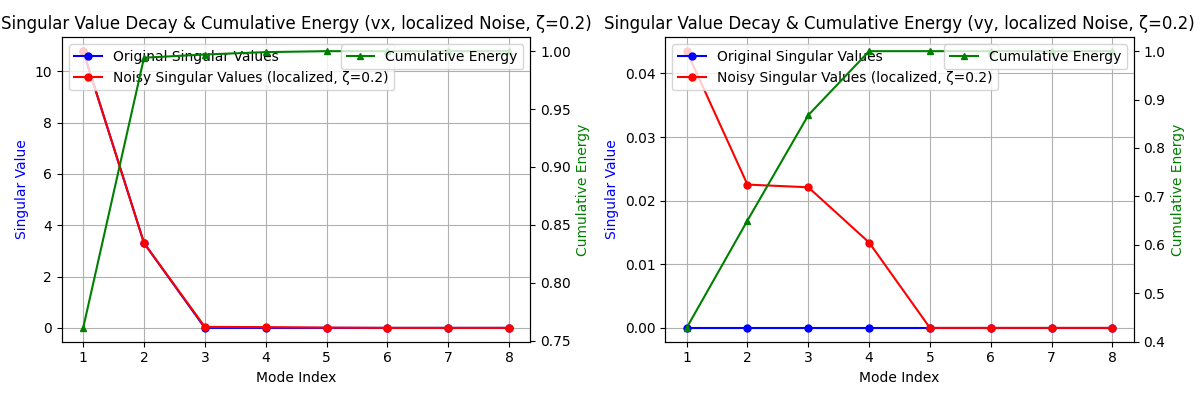 Singular Value Decay & Cumulative Energy (vx, localized Noise, ζ=0.2)
Original Singular Values
Noisy Singular Values (localized, ζ=0.2)
Cumulative Energy
Singular Value
10
8
6
4
2
0
1 2 3 4 5 6 7 8
Mode Index
1.00
0.95
0.90
0.85
0.80
0.75
Cumulative Energy
Singular Value Decay & Cumulative Energy (vy, localized Noise, ζ=0.2)
Original Singular Values
Noisy Singular Values (localized, ζ=0.2)
Cumulative Energy
Singular Value
0.04
0.03
0.02
0.01
0.00
1 2 3 4 5 6 7 8
Mode Index
1.0
0.9
0.8
0.7
0.6
0.5
0.4
Cumulative Energy